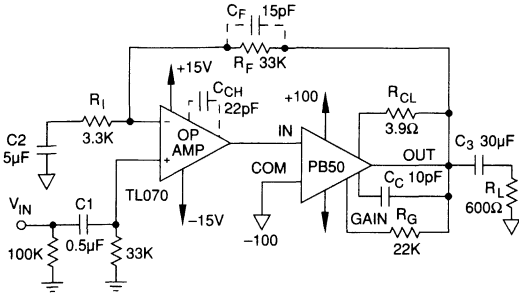 CF 15pF
RF 33K
+15V
CCH
22pF
+100
RCL
3.9Ω
RI
3.3K
OP
AMP
IN
C2
5µF
COM
PB50
OUT
C3 30µF
TL070
CC 10pF
RL
600Ω
VIN
C1
0.5µF
-15V
GAIN
RG
22K
-100
100K
33K